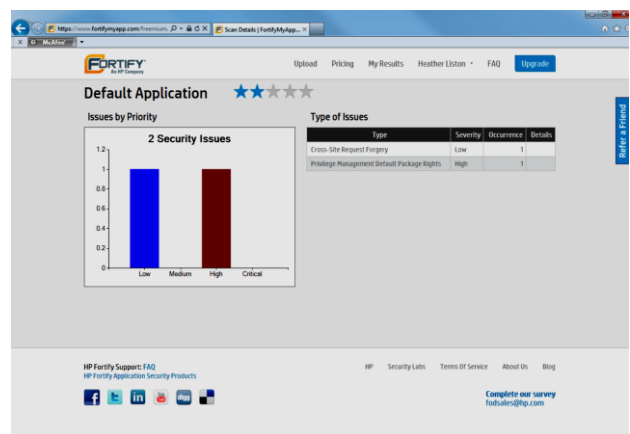 https://www.fortifymyapp.com/freemium
Scan Details | FortifyMyApp...
McAfee
FORTIFY
An HP Company
Upload Pricing My Results Heather Liston FAQ Upgrade
Default Application
Refer a Friend
Issues by Priority
2 Security Issues
1.2
1
0.8
0.6
0.4
0.2
0
Low Medium High Critical
Type of Issues
Type Severity Occurrence Details
Cross-Site Request Forgery Low 1
Privilege Management Default Package Rights High 1
HP Fortify Support: FAQ
HP Fortify Application Security Products
HP Security Labs Terms Of Service About Us Blog
Complete our survey
fodsales@hp.com